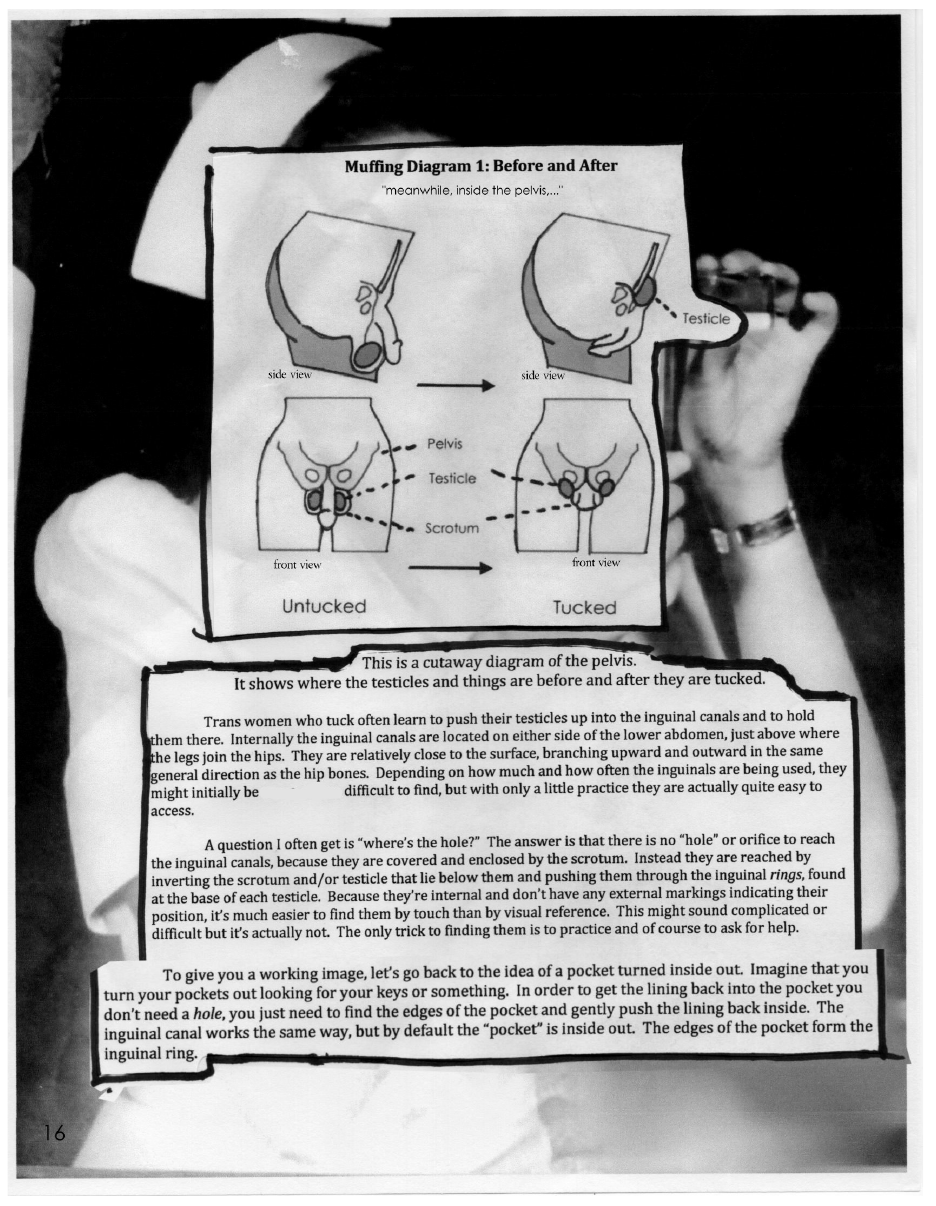 Muffing Diagram 1: Before and After
"meanwhile, inside the pelvis,..."
Testicle
side view
side view
Pelvis
Testicle
Scrotum
front view
front view
Untucked
Tucked
This is a cutaway diagram of the pelvis.
It shows where the testicles and things are before and after they are tucked.
Trans women who tuck often learn to push their testicles up into the inguinal canals and to hold
them there. Internally the inguinal canals are located on either side of the lower abdomen, just above where
the legs join the hips. They are relatively close to the surface, branching upward and outward in the same
general direction as the hip bones. Depending on how much and how often the inguinals are being used, they
might initially be difficult to find, but with only a little practice they are actually quite easy to
access.
A question I often get is "where's the hole?" The answer is that there is no "hole" or orifice to reach
the inguinal canals, because they are covered and enclosed by the scrotum. Instead they are reached by
inverting the scrotum and/or testicle that lie below them and pushing them through the inguinal rings, found
at the base of each testicle. Because they're internal and don't have any external markings indicating their
position, it's much easier to find them by touch than by visual reference. This might sound complicated or
difficult but it's actually not. The only trick to finding them is to practice and of course to ask for help.
To give you a working image, let's go back to the idea of a pocket turned inside out. Imagine that you
turn your pockets out looking for your keys or something. In order to get the lining back into the pocket you
don't need a hole, you just need to find the edges of the pocket and gently push the lining back inside. The
inguinal canal works the same way, but by default the "pocket" is inside out. The edges of the pocket form the
inguinal ring.
16